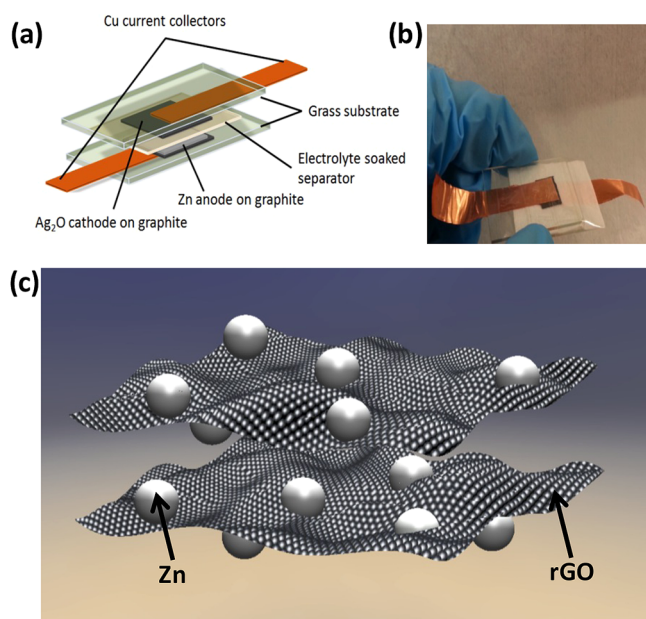 (a)
Cu current collectors
Grass substrate
Electrolyte soaked
separator
Zn anode on graphite
Ag₂O cathode on graphite
(b)
(c)
Zn
rGO